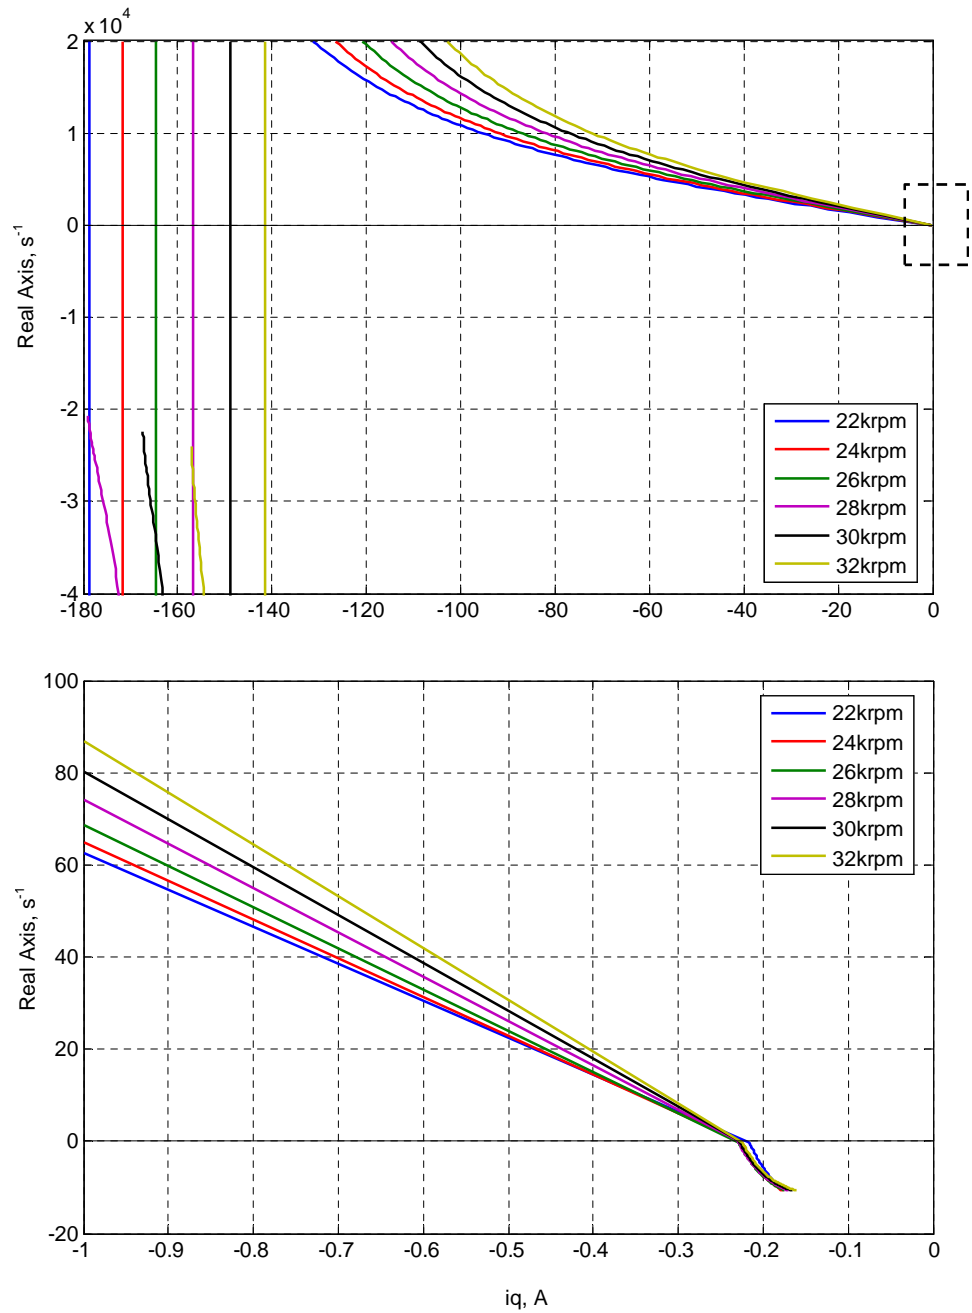 x 10^4
2
1
0
-1
-2
-3
-4
Real Axis, s^-1
-180 -160 -140 -120 -100 -80 -60 -40 -20 0
22krpm
24krpm
26krpm
28krpm
30krpm
32krpm
100
80
60
40
20
0
-20
Real Axis, s^-1
-1 -0.9 -0.8 -0.7 -0.6 -0.5 -0.4 -0.3 -0.2 -0.1 0
22krpm
24krpm
26krpm
28krpm
30krpm
32krpm
iq, A